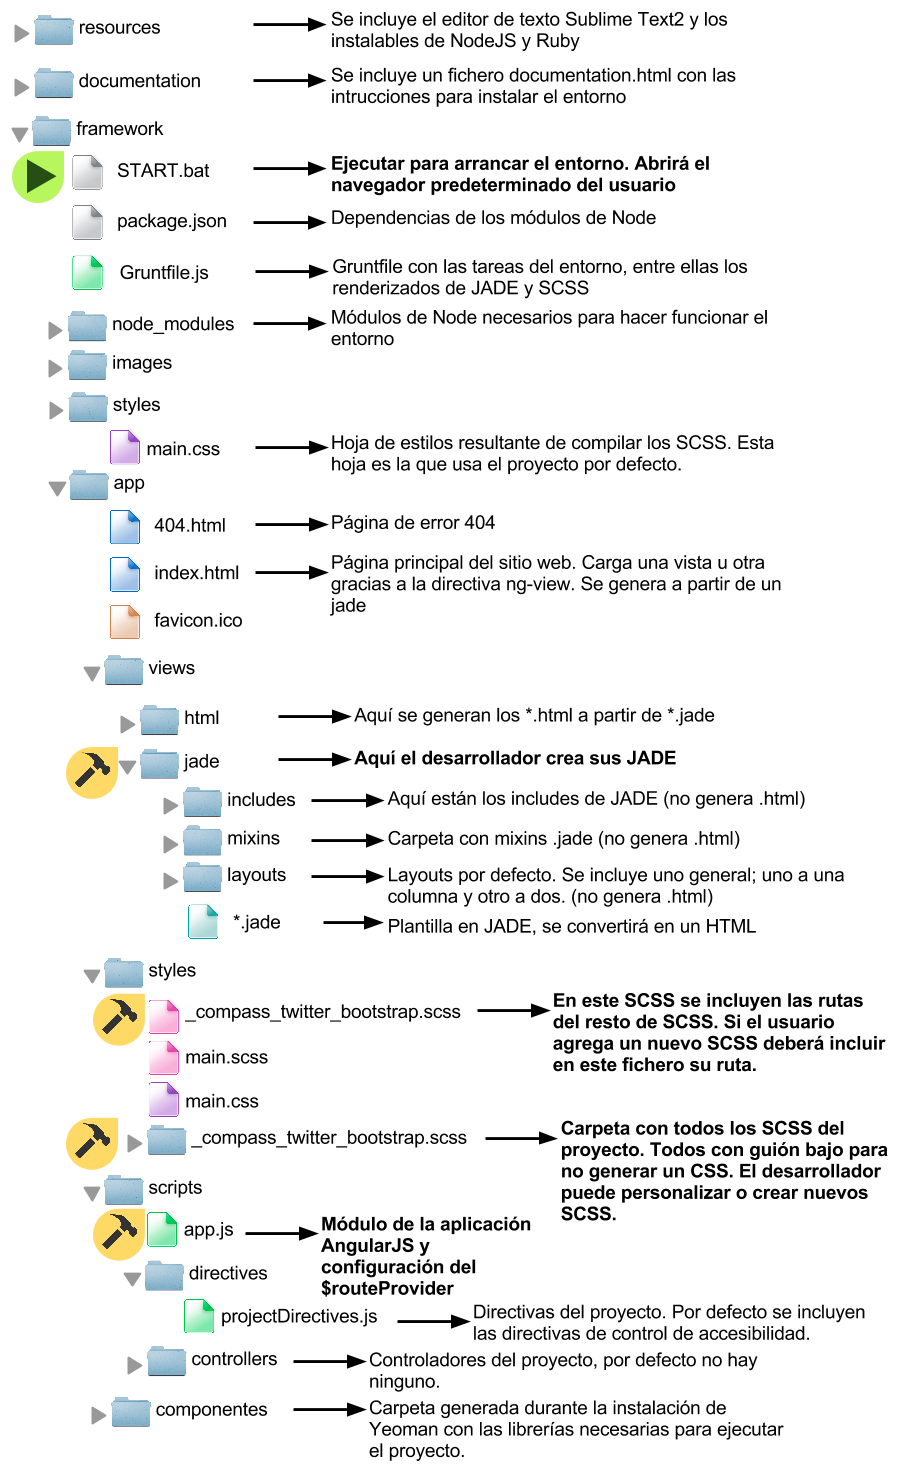 resources
Se incluye el editor de texto Sublime Text2 y los
instalables de NodeJS y Ruby
documentation
Se incluye un fichero documentation.html con las
intrucciones para instalar el entorno
framework
START.bat
Ejecutar para arrancar el entorno. Abrirá el
navegador predeterminado del usuario
package.json
Dependencias de los módulos de Node
Gruntfile.js
Gruntfile con las tareas del entorno, entre ellas los
renderizados de JADE y SCSS
node_modules
Módulos de Node necesarios para hacer funcionar el
entorno
images
styles
main.css
Hoja de estilos resultante de compilar los SCSS. Esta
hoja es la que usa el proyecto por defecto.
app
404.html
Página de error 404
index.html
Página principal del sitio web. Carga una vista u otra
gracias a la directiva ng-view. Se genera a partir de un
jade
favicon.ico
views
html
Aquí se generan los *.html a partir de *.jade
jade
Aquí el desarrollador crea sus JADE
includes
Aquí están los includes de JADE (no genera .html)
mixins
Carpeta con mixins .jade (no genera .html)
layouts
Layouts por defecto. Se incluye uno general; uno a una
columna y otro a dos. (no genera .html)
*.jade
Plantilla en JADE, se convertirá en un HTML
styles
_compass_twitter_bootstrap.scss
En este SCSS se incluyen las rutas
del resto de SCSS. Si el usuario
agrega un nuevo SCSS deberá incluir
en este fichero su ruta.
main.scss
main.css
_compass_twitter_bootstrap.scss
Carpeta con todos los SCSS del
proyecto. Todos con guión bajo para
no generar un CSS. El desarrollador
puede personalizar o crear nuevos
SCSS.
scripts
app.js
Módulo de la aplicación
AngularJS y
configuración del
$routeProvider
directives
projectDirectives.js
Directivas del proyecto. Por defecto se incluyen
las directivas de control de accesibilidad.
controllers
Controladores del proyecto, por defecto no hay
ninguno.
componentes
Carpeta generada durante la instalación de
Yeoman con las librerías necesarias para ejecutar
el proyecto.